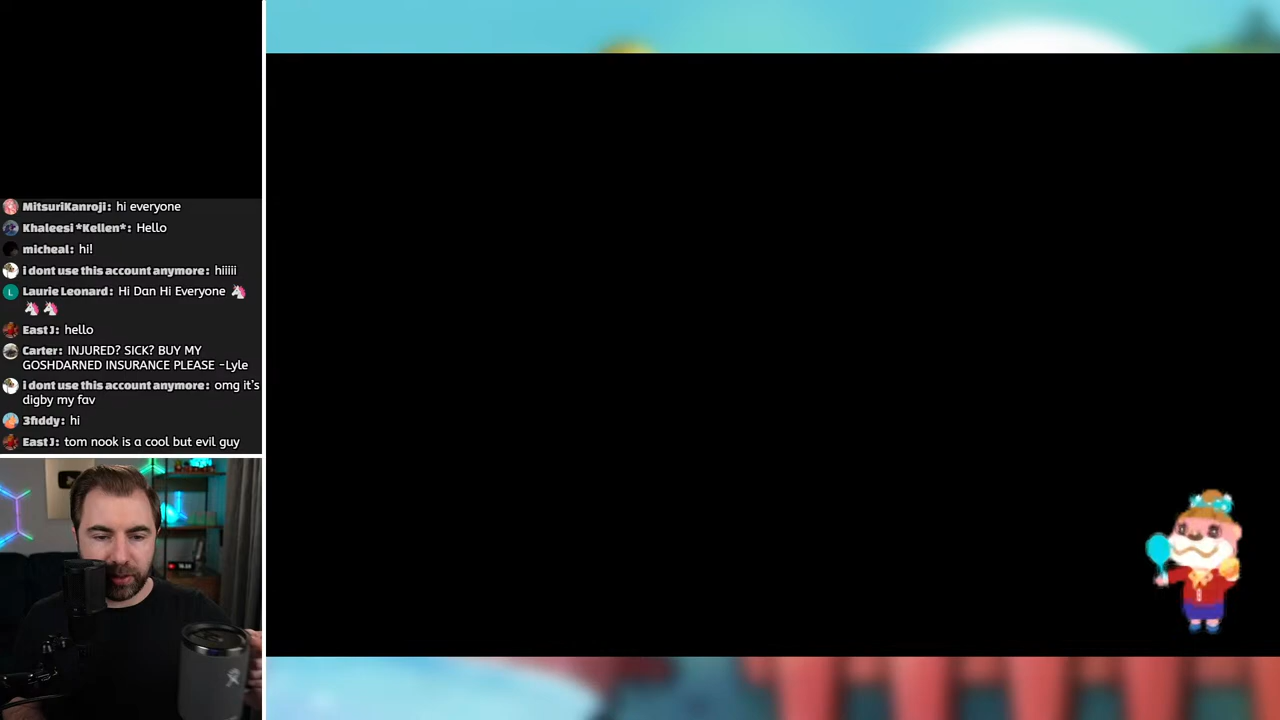 MitsuriKanroji: hi everyone
Khaleesi *Kellen*: Hello
micheal: hi!
i dont use this account anymore: hiiiii
L Laurie Leonard: Hi Dan Hi Everyone 🦄
🦄 🦄
East J: hello
Carter: INJURED? SICK? BUY MY
GOSHDARNED INSURANCE PLEASE -Lyle
i dont use this account anymore: omg it's
digby my fav
3fiddy: hi
East J: tom nook is a cool but evil guy